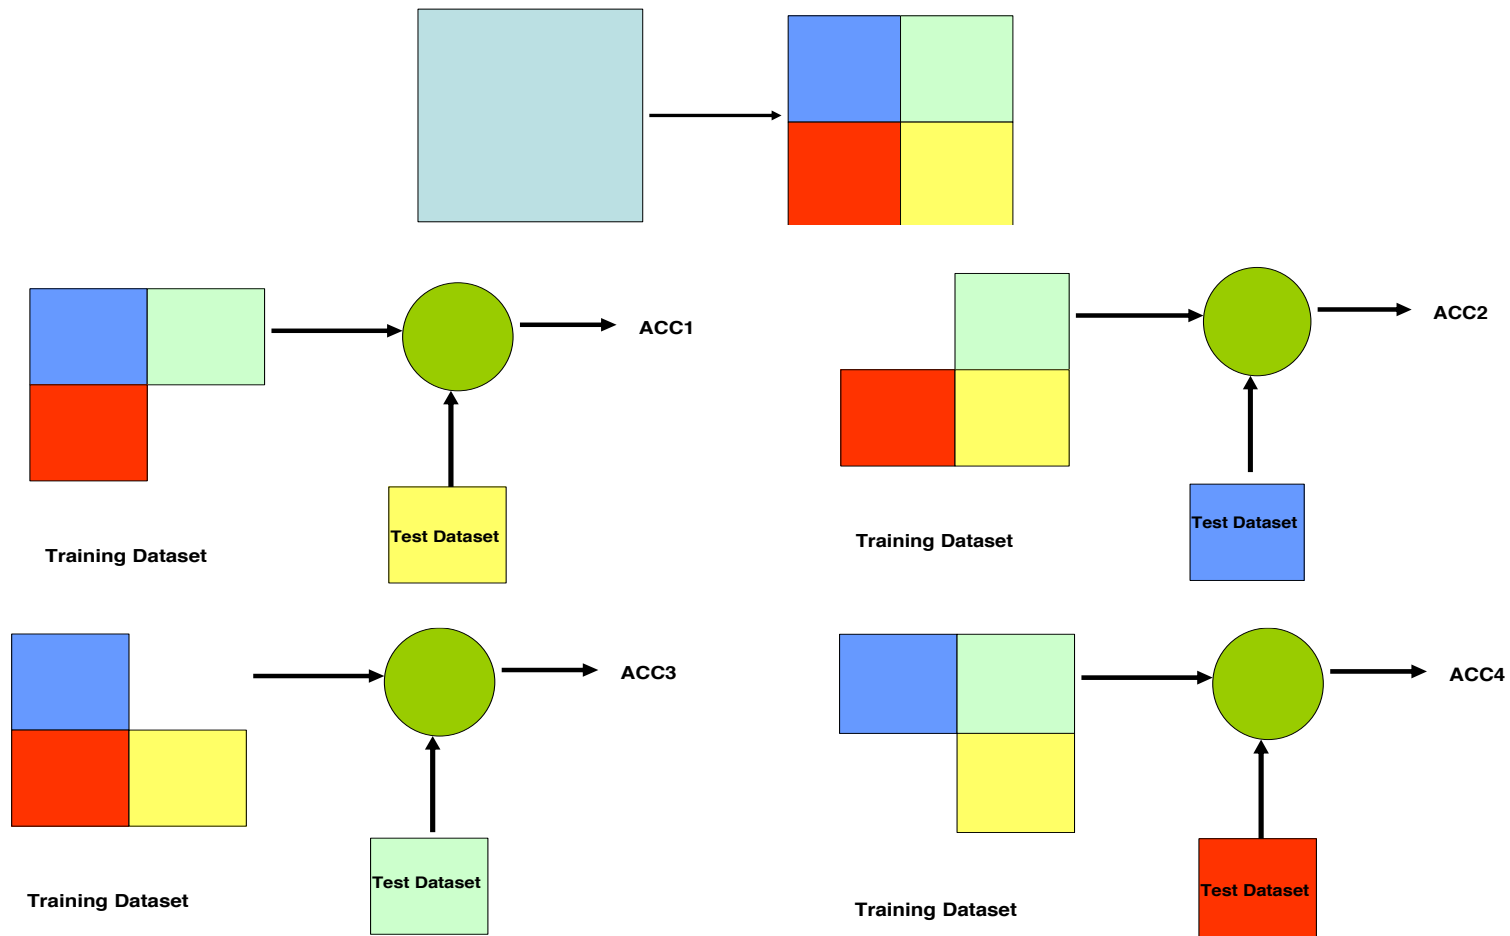 ACC1
ACC2
Test Dataset
Training Dataset
Test Dataset
Training Dataset
ACC3
ACC4
Test Dataset
Training Dataset
Test Dataset
Training Dataset